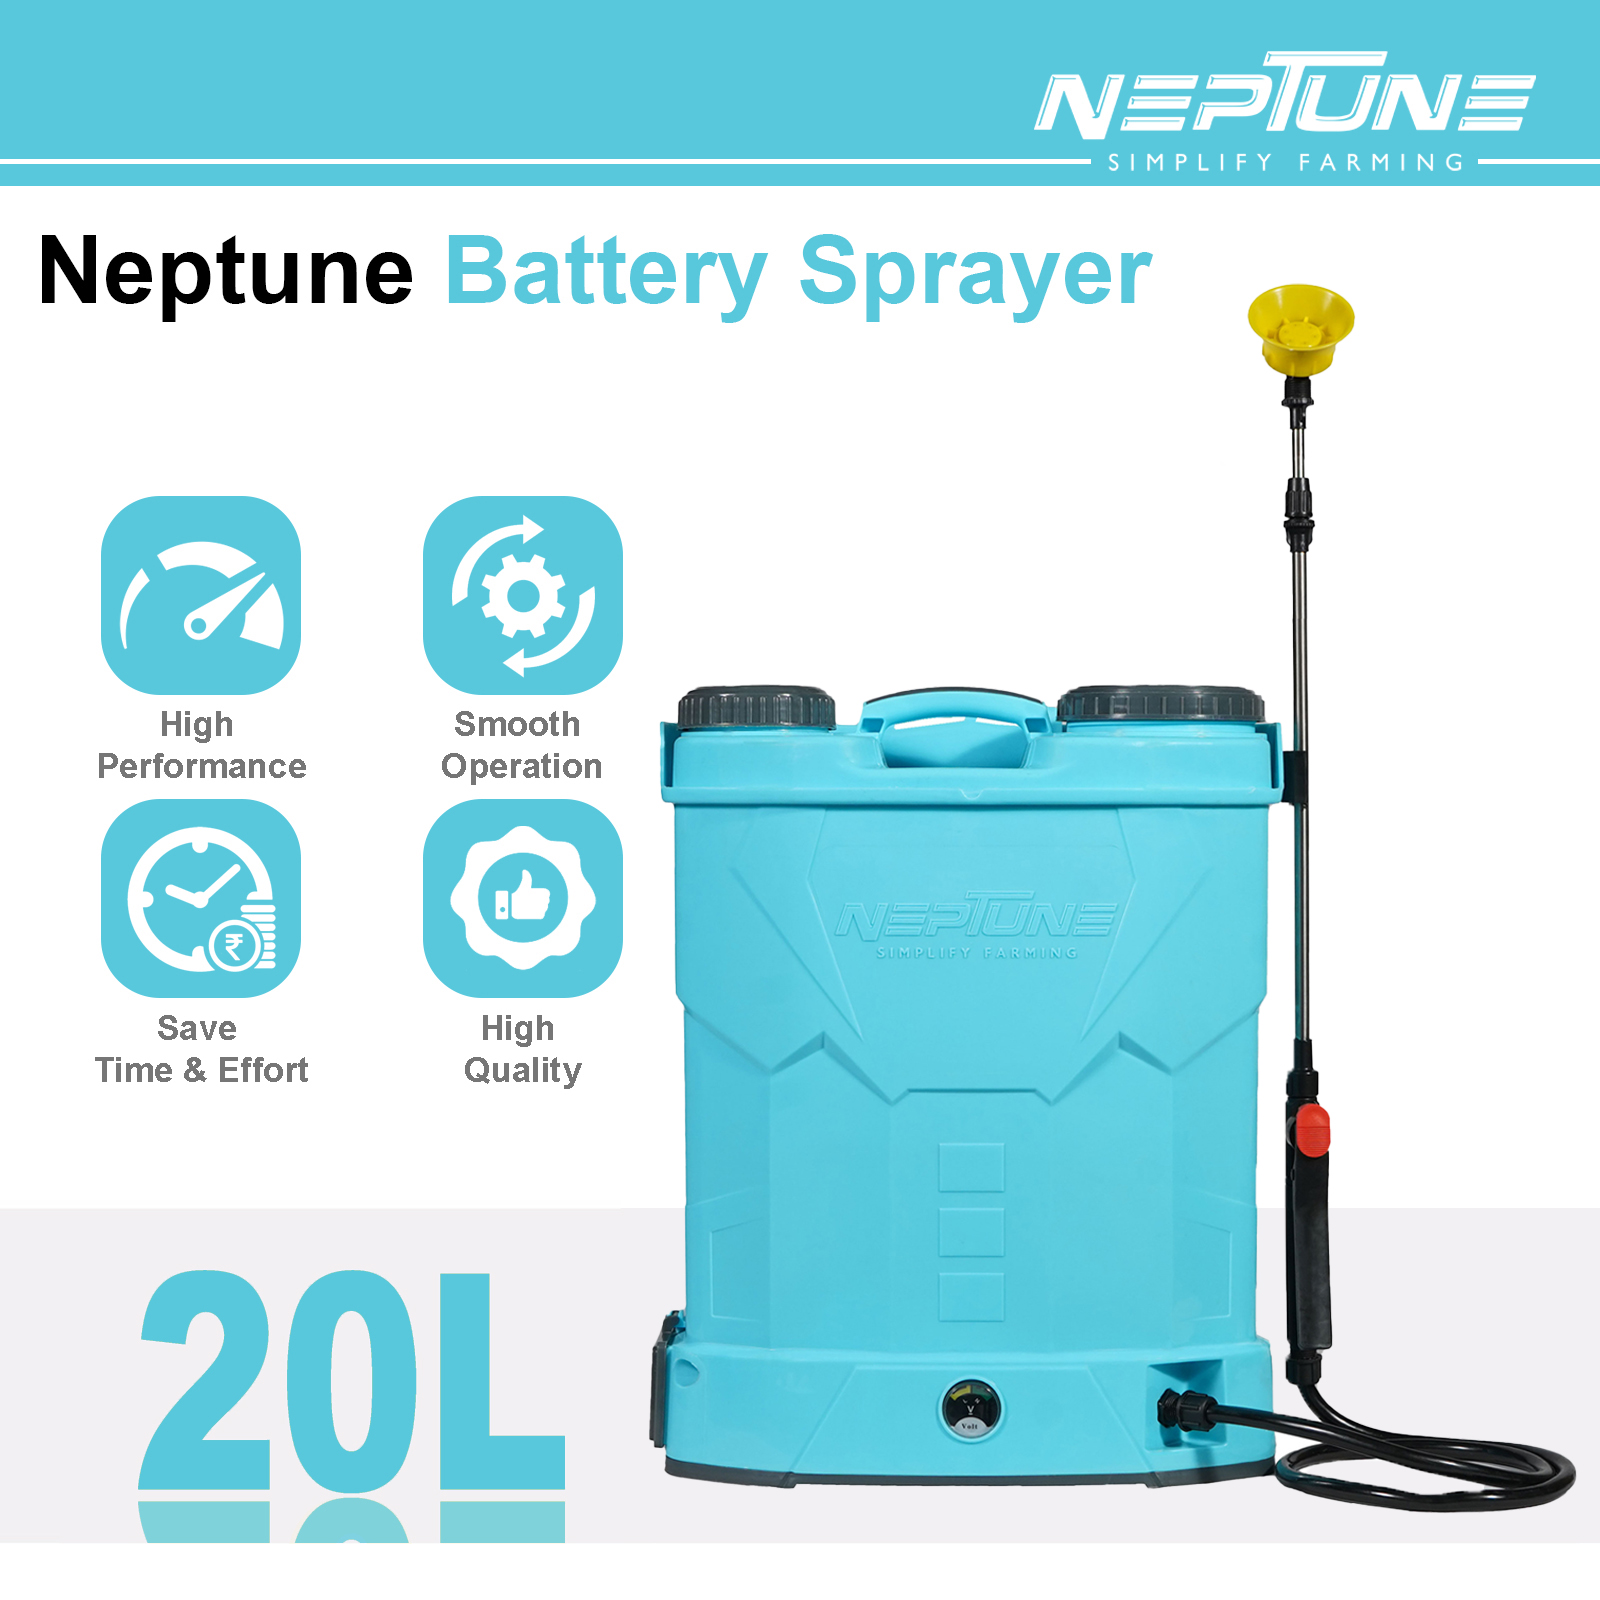 NEPTUNE
SIMPLIFY FARMING
Neptune Battery Sprayer
High
Performance
Smooth
Operation
₹
Save
Time & Effort
High
Quality
NEPTUNE
SIMPLIFY FARMING
20L
V
Volt